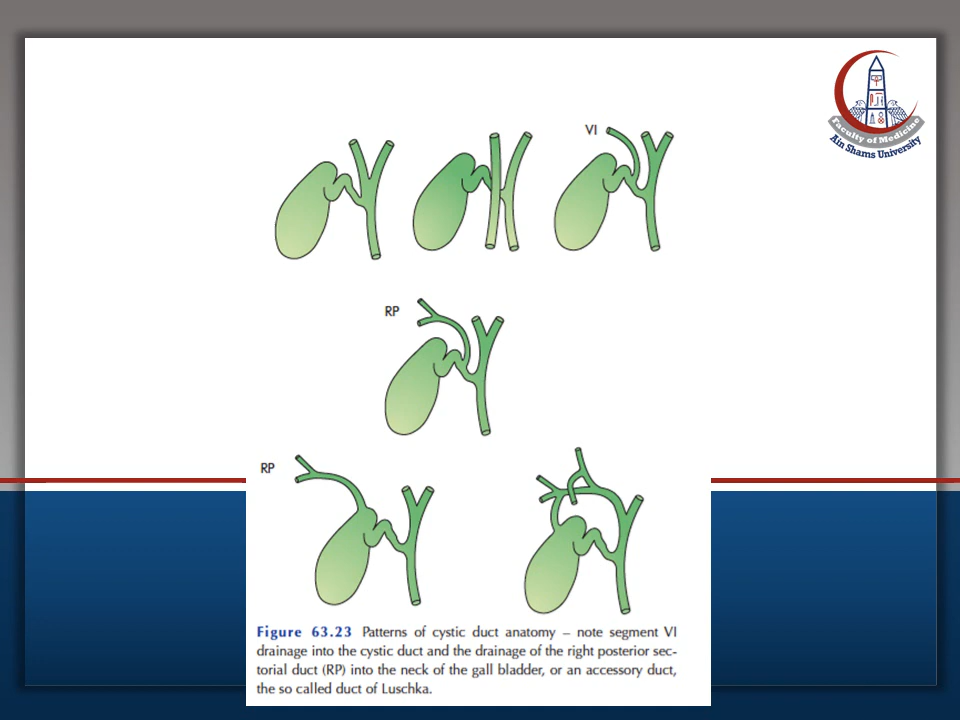 Faculty of Medicine
Ain Shams University
VI
RP
RP
Figure 63.23 Patterns of cystic duct anatomy – note segment VI
drainage into the cystic duct and the drainage of the right posterior sec-
torial duct (RP) into the neck of the gall bladder, or an accessory duct,
the so called duct of Luschka.